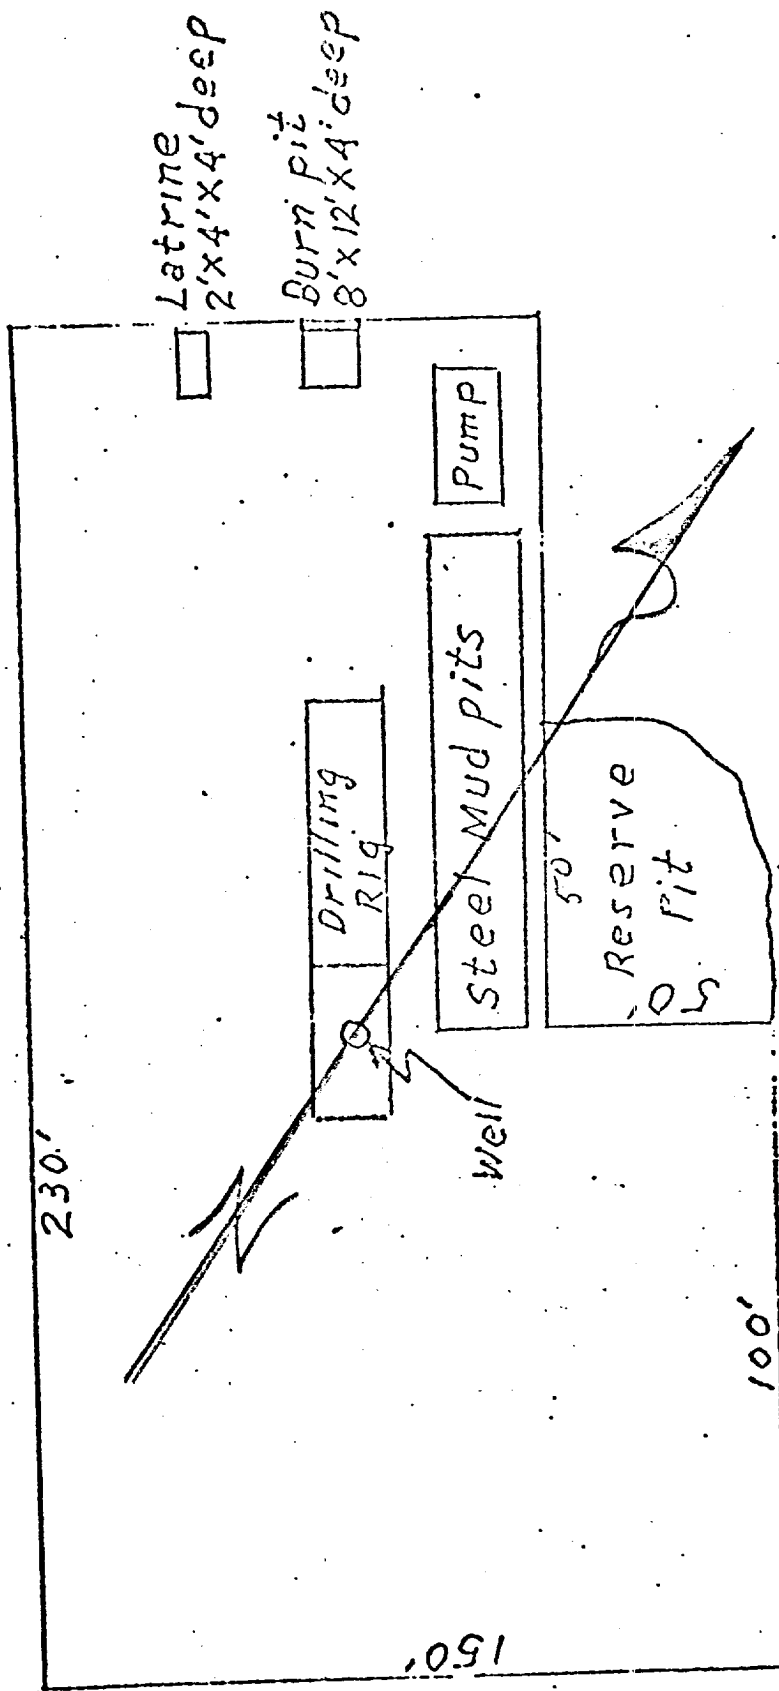 Latrine
2'x4'x4' deep
Burn pit
8'x12'x4' deep
230'
Pump
Drilling
Rig
Steel Mud pits
Well
50'
Reserve
Pit
50'
150'
100'
N